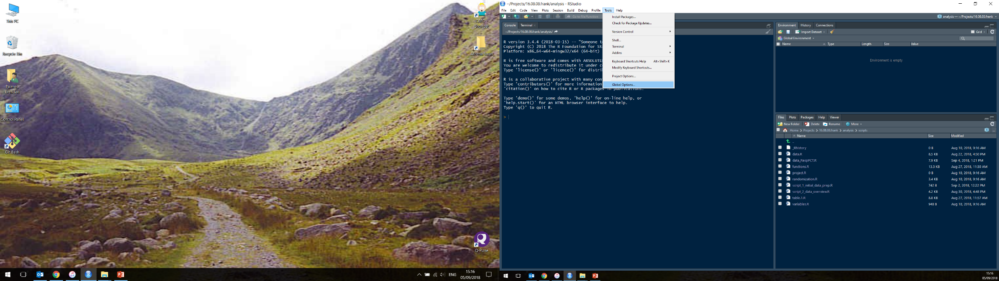 This PC
Recycle Bin
Palmer,
Brendan
Control Panel
Git Bash
CRFC -
Shortcut
Athena Swan
Q-Pulse
ENG
15:16
05/09/2018
~/Projects/16.08.08.frank/analysis - RStudio
File Edit Code View Plots Session Build Debug Profile Tools Help
Go to file/function
analysis — ~/Projects/16.08.08.frank
Install Packages...
Check for Package Updates...
Version Control
Shell...
Terminal
Addins
Keyboard Shortcuts Help Alt+Shift+K
Modify Keyboard Shortcuts...
Project Options...
Global Options...
Console Terminal
~/Projects/16.08.08.frank/analysis/
R version 3.4.4 (2018-03-15) -- "Someone t
Copyright (C) 2018 The R Foundation for St
Platform: x86_64-w64-mingw32/x64 (64-bit)
R is free software and comes with ABSOLUTE
You are welcome to redistribute it under c
Type 'license()' or 'licence()' for distri
R is a collaborative project with many con
Type 'contributors()' for more information
'citation()' on how to cite R or R packages in publications.
Type 'demo()' for some demos, 'help()' for on-line help, or
'help.start()' for an HTML browser interface to help.
Type 'q()' to quit R.
>
Environment History Connections
Import Dataset Grid
Global Environment
Name Type Length Size Value
Environment is empty
Files Plots Packages Help Viewer
New Folder Delete Rename More
Home Projects 16.08.08.frank analysis scripts ...
Name Size Modified
..
_Rhistory 0 B Aug 10, 2018, 9:16 AM
data.R 8.5 KB Aug 22, 2018, 4:50 PM
data_RespPCT.R 7.9 KB Sep 4, 2018, 1:21 PM
functions.R 13.3 KB Aug 27, 2018, 11:30 AM
project.R 0 B Aug 10, 2018, 9:16 AM
randomization.R 3.4 KB Aug 10, 2018, 9:16 AM
script_1_initial_data_prep.R 742 B Sep 2, 2018, 12:22 PM
script_2_data_overview.R 4.2 KB Aug 30, 2018, 4:48 PM
table.1.R 8.8 KB Aug 27, 2018, 11:57 AM
variables.R 948 B Aug 10, 2018, 9:16 AM
15:16
05/09/2018